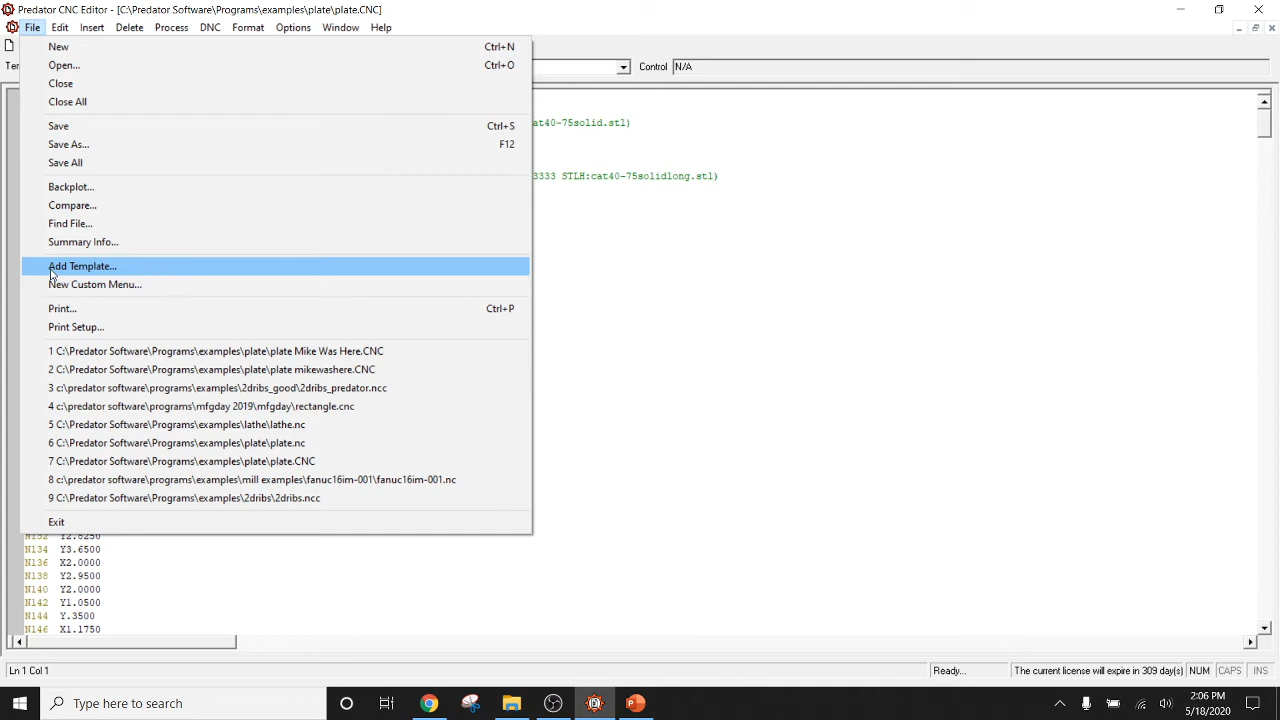 Predator CNC Editor - [C:\Predator Software\Programs\examples\plate\plate.CNC]
File Edit Insert Delete Process DNC Format Options Window Help
New Ctrl+N
Control N/A
Open... Ctrl+O
Close
Close All
at40-75solid.stl)
Save Ctrl+S
Save As... F12
Save All
3333 STLH:cat40-75solidlong.stl)
Backplot...
Compare...
Find File...
Summary Info...
Add Template...
New Custom Menu...
Print... Ctrl+P
Print Setup...
1 C:\Predator Software\Programs\examples\plate\plate Mike Was Here.CNC
2 C:\Predator Software\Programs\examples\plate\plate mikewashere.CNC
3 c:\predator software\programs\examples\2dribs_good\2dribs_predator.ncc
4 c:\predator software\programs\mfgday 2019\mfgday\rectangle.cnc
5 C:\Predator Software\Programs\examples\lathe\lathe.nc
6 C:\Predator Software\Programs\examples\plate\plate.nc
7 C:\Predator Software\Programs\examples\plate\plate.CNC
8 c:\predator software\programs\examples\mill examples\fanuc16im-001\fanuc16im-001.nc
9 C:\Predator Software\Programs\examples\2dribs\2dribs.ncc
Exit
N132 Y2.8250
N134 Y3.6500
N136 X2.0000
N138 Y2.9500
N140 Y2.0000
N142 Y1.0500
N144 Y.3500
N146 X1.1750
Ln 1 Col 1 Ready... The current license will expire in 309 day(s) NUM CAPS INS
Type here to search
2:06 PM
5/18/2020